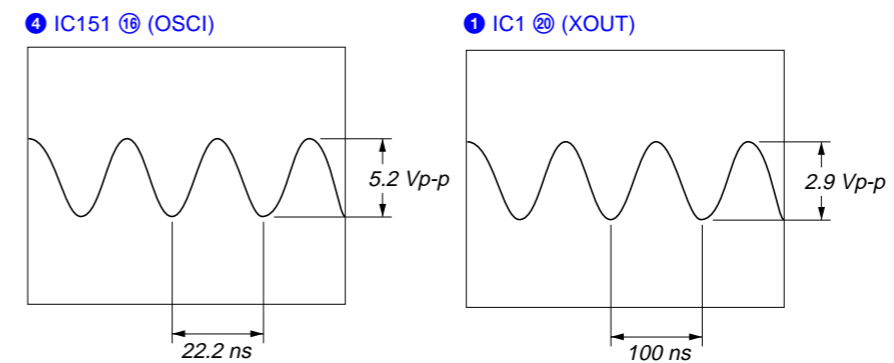 ❹ IC151 ⑯ (OSCI)
5.2 Vp-p
22.2 ns
❶ IC1 ⑳ (XOUT)
2.9 Vp-p
100 ns